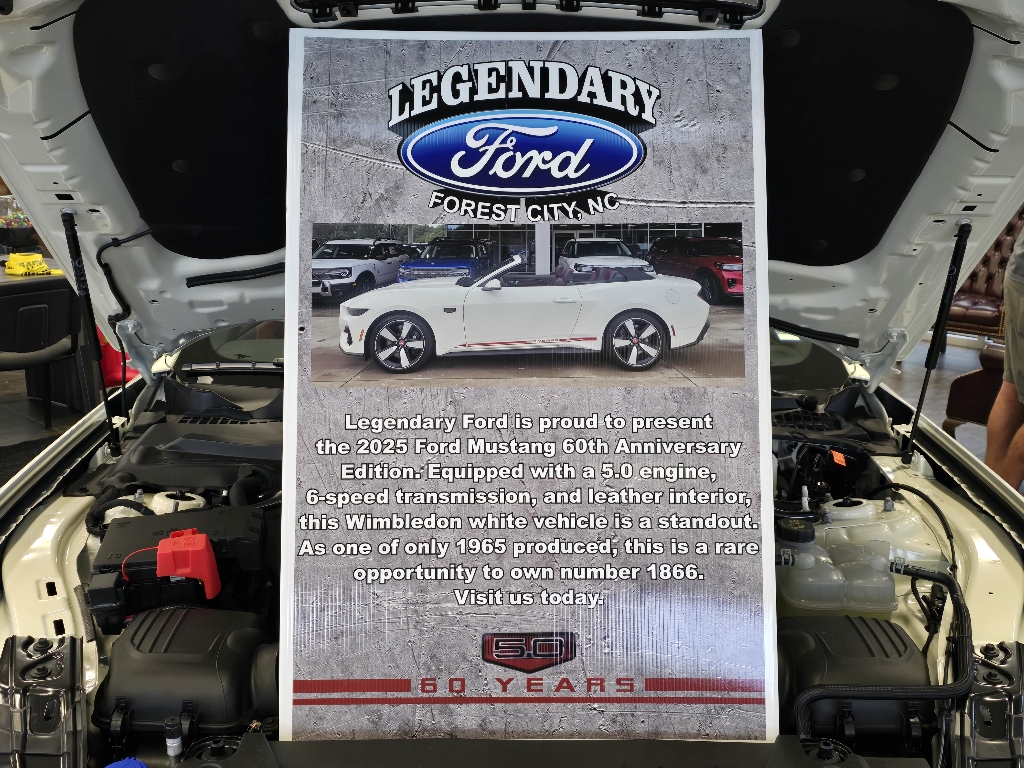 LEGENDARY
Ford
FOREST CITY, NC
Legendary Ford is proud to present
the 2025 Ford Mustang 60th Anniversary
Edition. Equipped with a 5.0 engine,
6-speed transmission, and leather interior,
this Wimbledon white vehicle is a standout.
As one of only 1965 produced, this is a rare
opportunity to own number 1866.
Visit us today.
5.0
60 YEARS